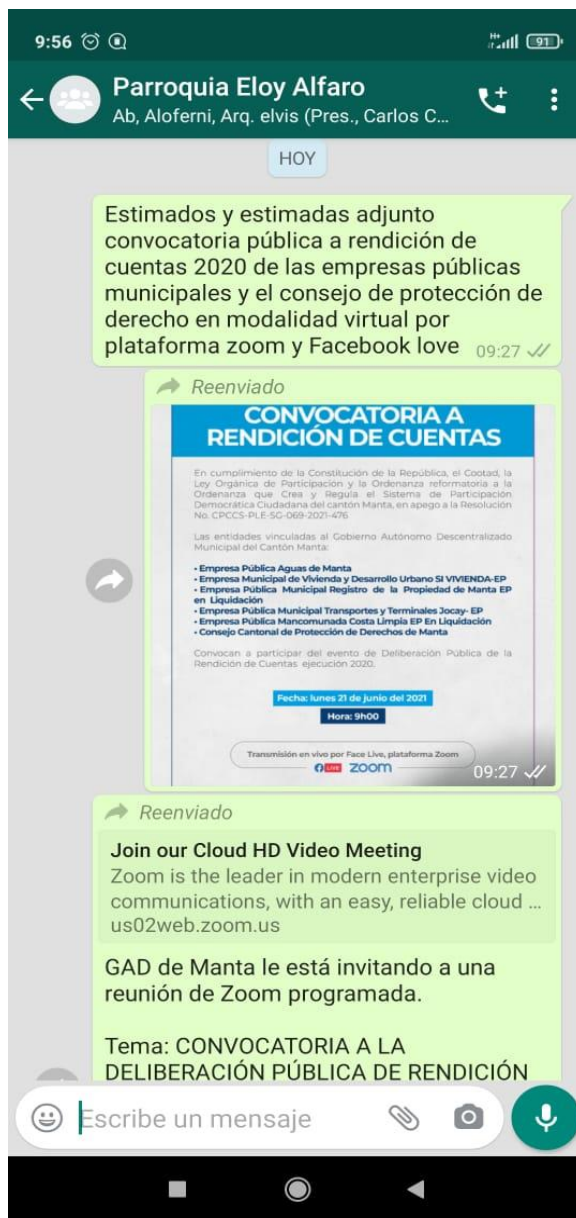 9:56
H+ 91
Parroquia Eloy Alfaro
Ab, Aloferni, Arq. elvis (Pres., Carlos C...
HOY
Estimados y estimadas adjunto
convocatoria pública a rendición de
cuentas 2020 de las empresas públicas
municipales y el consejo de protección de
derecho en modalidad virtual por
plataforma zoom y Facebook love 09:27
Reenviado
CONVOCATORIA A
RENDICIÓN DE CUENTAS
En cumplimiento de la Constitución de la República, el Cootad, la
Ley Orgánica de Participación y la Ordenanza reformatoria a la
Ordenanza que Crea y Regula el Sistema de Participación
Democrática Ciudadana del cantón Manta, en apego a la Resolución
No. CPCCS-PLE-SG-069-2021-476
Las entidades vinculadas al Gobierno Autónomo Descentralizado
Municipal del Cantón Manta:
• Empresa Pública Aguas de Manta
• Empresa Municipal de Vivienda y Desarrollo Urbano SI VIVIENDA-EP
• Empresa Pública Municipal Registro de la Propiedad de Manta EP
en Liquidación
• Empresa Pública Municipal Transportes y Terminales Jocay- EP
• Empresa Pública Mancomunada Costa Limpia EP En Liquidación
• Consejo Cantonal de Protección de Derechos de Manta
Convocan a participar del evento de Deliberación Pública de la
Rendición de Cuentas ejecución 2020.
Fecha: lunes 21 de junio del 2021
Hora: 9h00
Transmisión en vivo por Face Live, plataforma Zoom
LIVE zoom
09:27
Reenviado
Join our Cloud HD Video Meeting
Zoom is the leader in modern enterprise video
communications, with an easy, reliable cloud ...
us02web.zoom.us
GAD de Manta le está invitando a una
reunión de Zoom programada.
Tema: CONVOCATORIA A LA
DELIBERACIÓN PÚBLICA DE RENDICIÓN
Escribe un mensaje